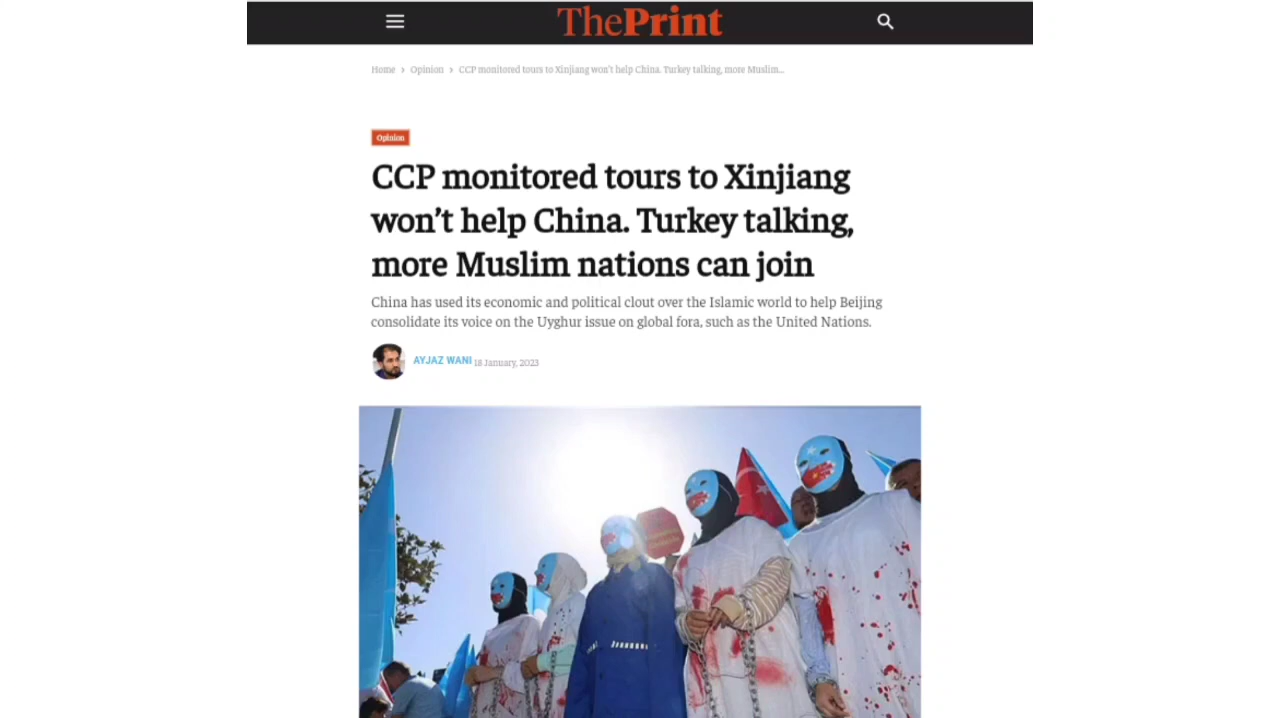 ThePrint
Home › Opinion › CCP monitored tours to Xinjiang won't help China. Turkey talking, more Muslim...
Opinion
CCP monitored tours to Xinjiang
won't help China. Turkey talking,
more Muslim nations can join
China has used its economic and political clout over the Islamic world to help Beijing
consolidate its voice on the Uyghur issue on global fora, such as the United Nations.
AYJAZ WANI 18 January, 2023